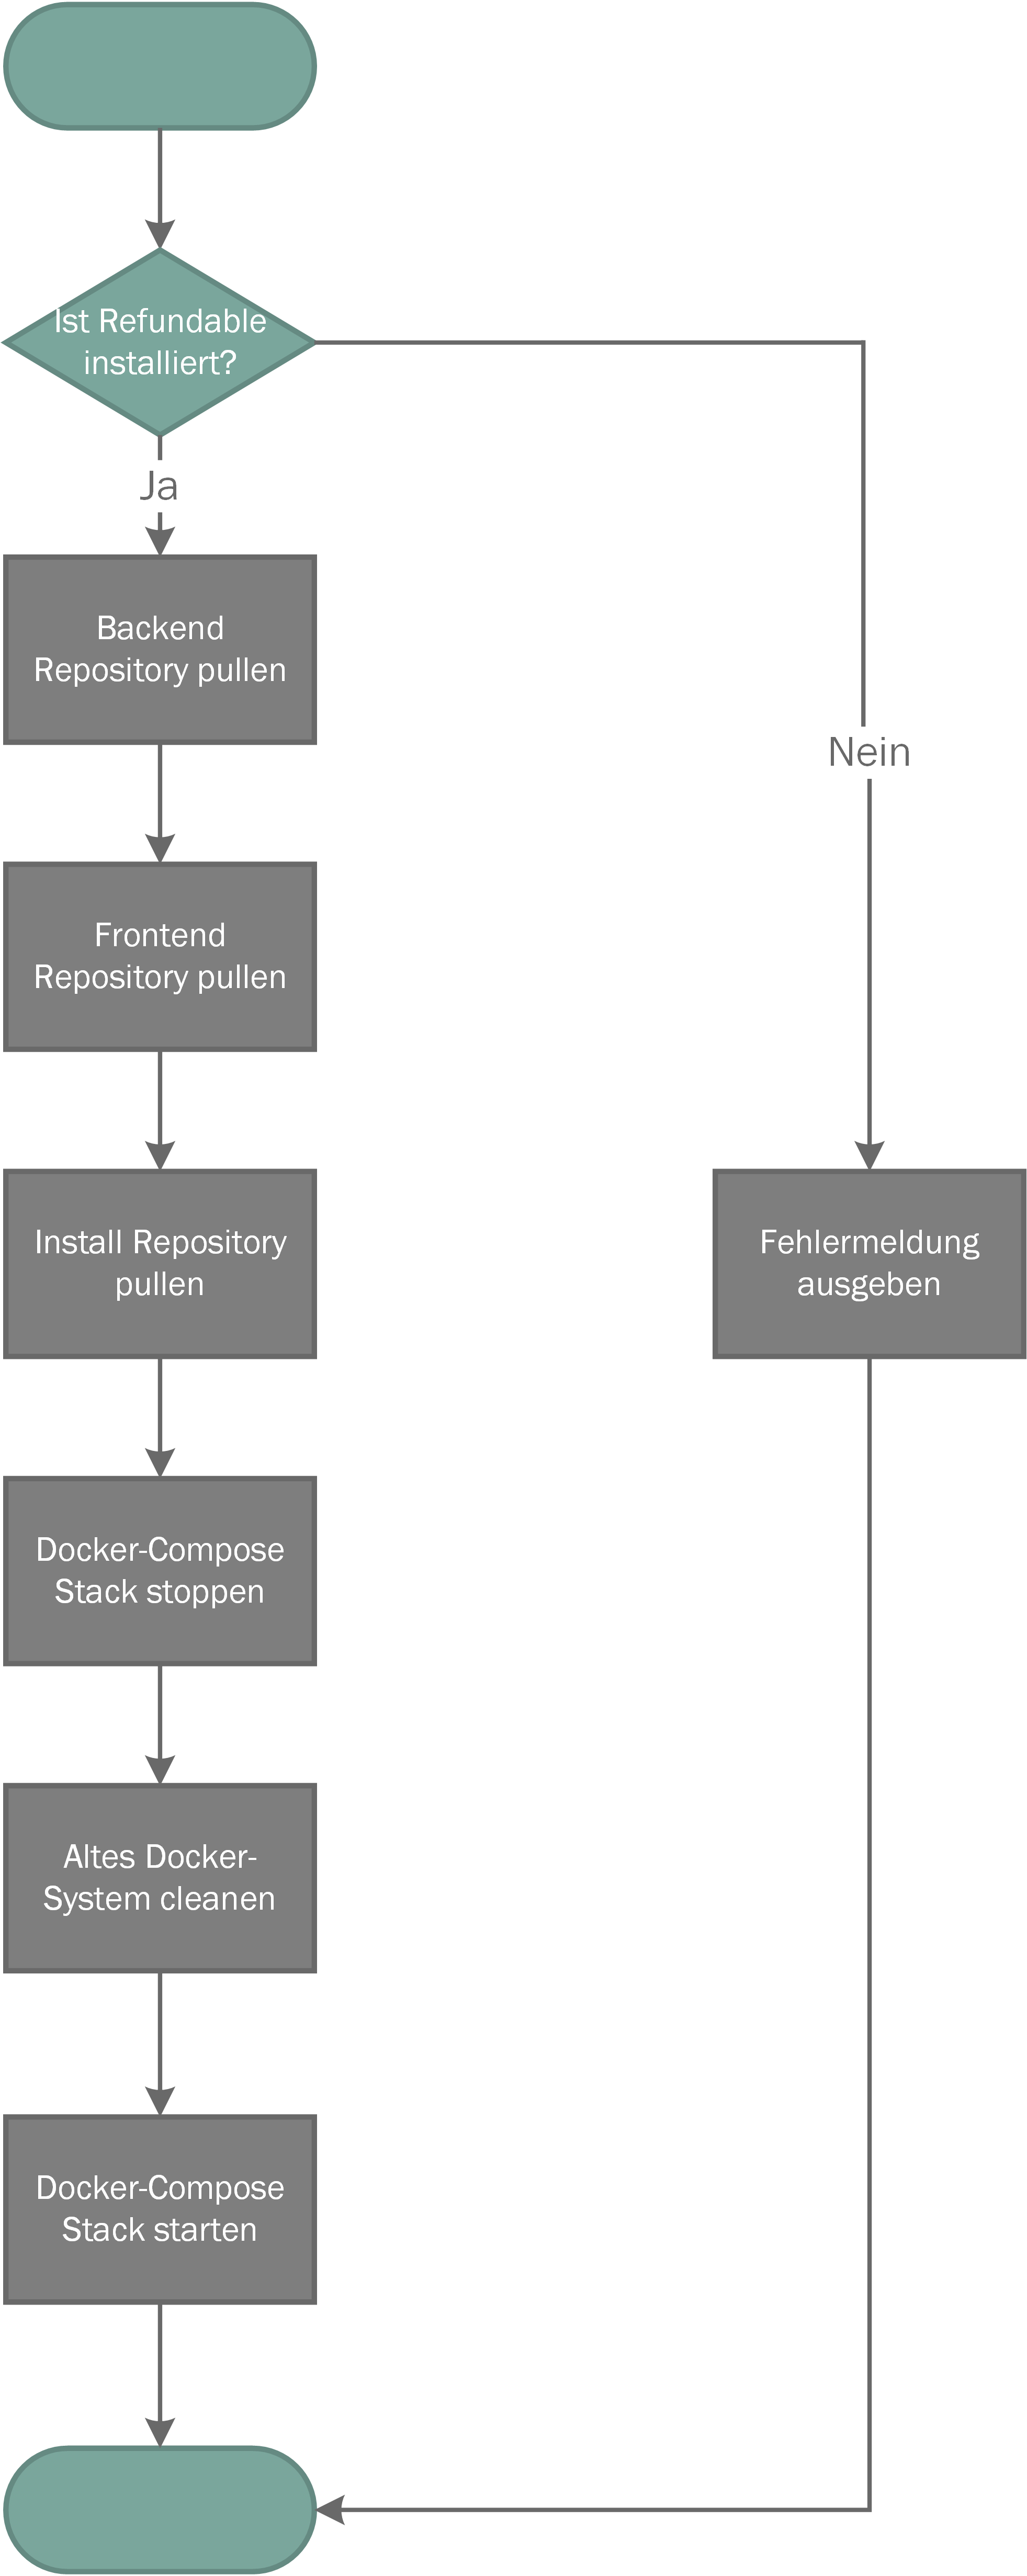 Ist Refundable
installiert?
Ja
Backend
Repository pullen
Nein
Frontend
Repository pullen
Install Repository
pullen
Fehlermeldung
ausgeben
Docker-Compose
Stack stoppen
Altes Docker-
System cleanen
Docker-Compose
Stack starten